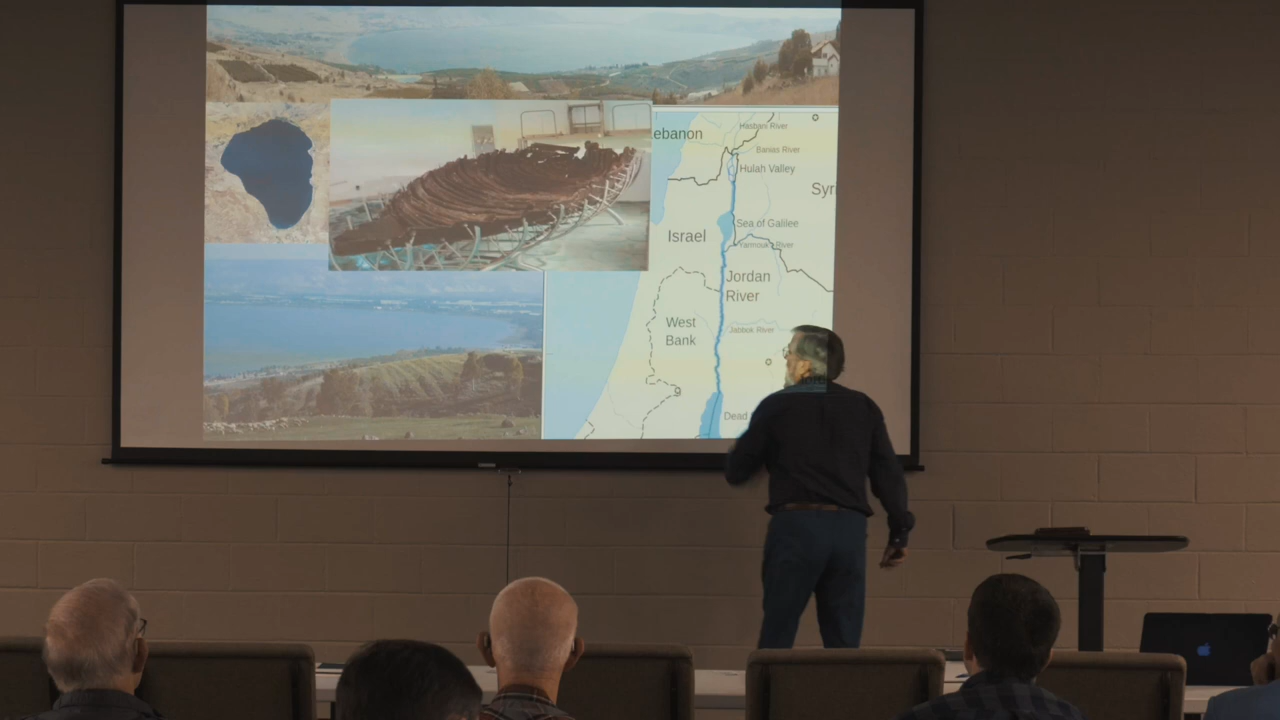 ebanon
Hasbani River
Banias River
Hulah Valley
Syri
Sea of Galilee
Israel
Yarmouk River
Jordan
River
West
Bank
Jabbok River
Dead